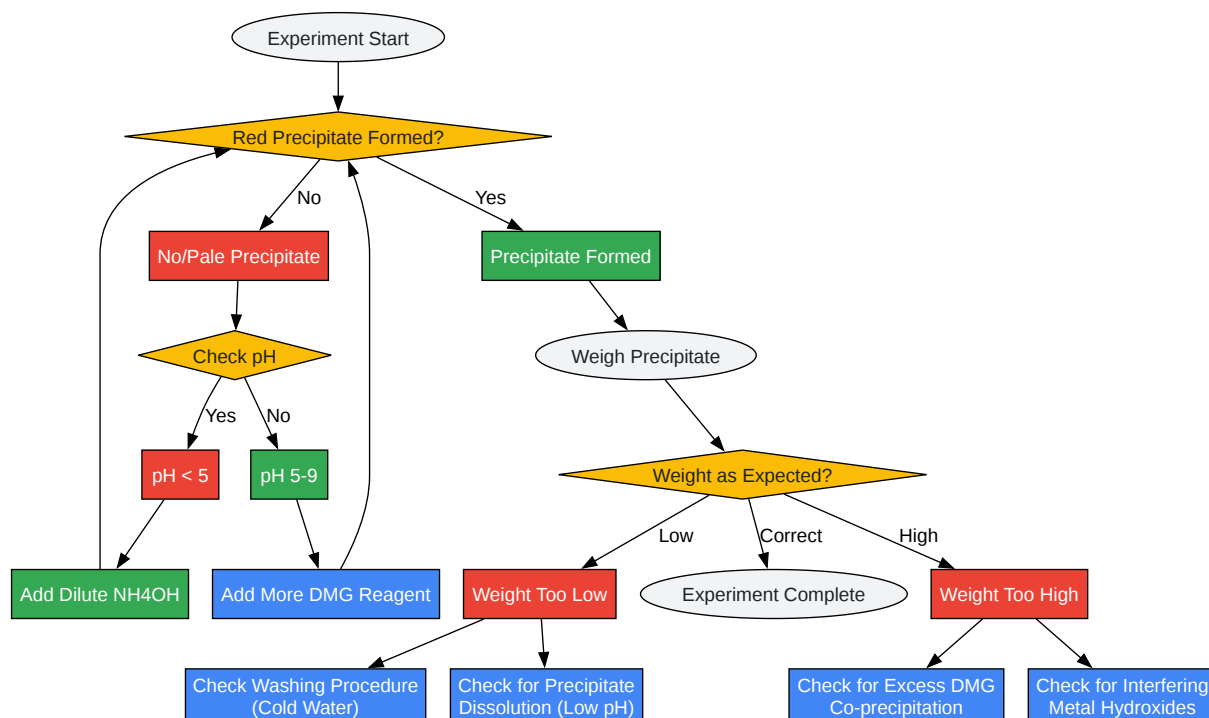 Experiment Start
Red Precipitate Formed?
No
Yes
No/Pale Precipitate
Precipitate Formed
Check pH
Weigh Precipitate
Yes
No
pH < 5
pH 5-9
Weight as Expected?
Low
Correct
High
Add Dilute NH4OH
Add More DMG Reagent
Weight Too Low
Experiment Complete
Weight Too High
Check Washing Procedure
(Cold Water)
Check for Precipitate
Dissolution (Low pH)
Check for Excess DMG
Co-precipitation
Check for Interfering
Metal Hydroxides